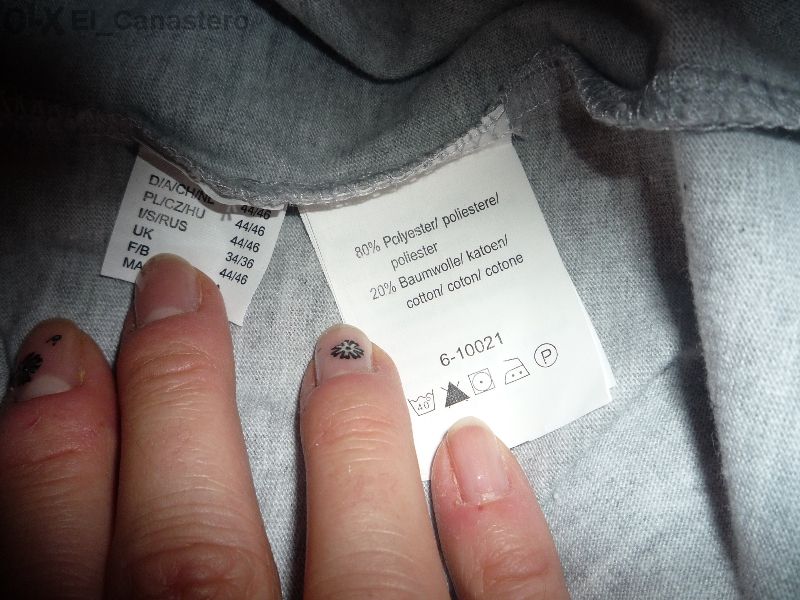 OLX El_Canastero
D/A/CH/NL 44/46
PL/CZ/HU 44/46
I/S/RUS 44/46
UK 34/36
F/B 44/46
80% Polyester/ poliestere/
poliester
20% Baumwolle/ katoen/
cotton/ coton/ cotone
6-10021
40°
P